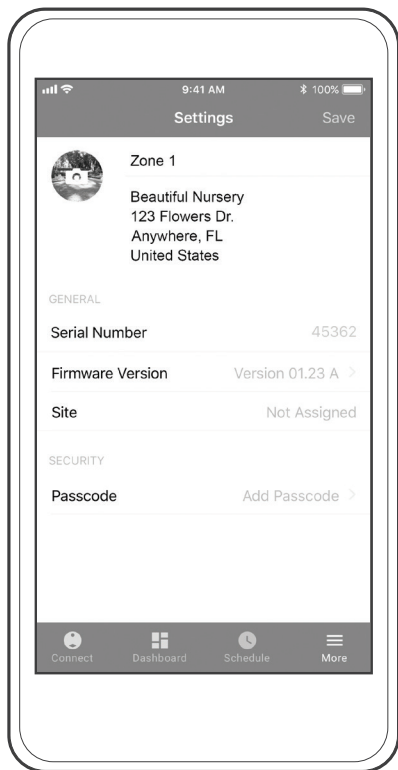 9:41 AM 100%
Settings Save
Zone 1
Beautiful Nursery
123 Flowers Dr.
Anywhere, FL
United States
GENERAL
Serial Number 45362
Firmware Version Version 01.23 A >
Site Not Assigned
SECURITY
Passcode Add Passcode >
Connect Dashboard Schedule More